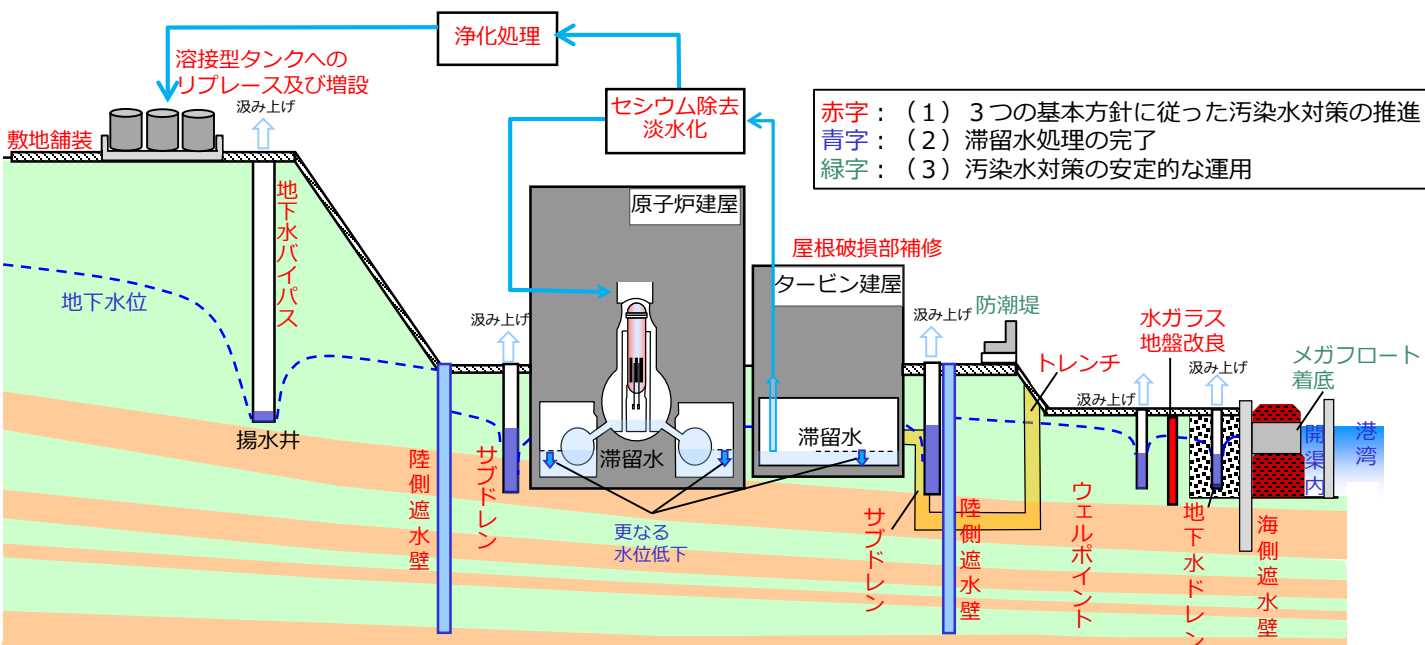 浄化処理
溶接型タンクへの
リプレース及び増設
汲み上げ
敷地舗装
セシウム除去
淡水化
赤字：（１）３つの基本方針に従った汚染水対策の推進
青字：（２）滞留水処理の完了
緑字：（３）汚染水対策の安定的な運用
地下水バイパス
原子炉建屋
屋根破損部補修
タービン建屋
地下水位
汲み上げ
汲み上げ
防潮堤
水ガラス
地盤改良
メガフロート
着底
トレンチ
汲み上げ
汲み上げ
揚水井
滞留水
滞留水
開渠内
港湾
陸側遮水壁
サブドレン
更なる
水位低下
サブドレン
陸側遮水壁
ウェルポイント
地下水ドレン
海側遮水壁